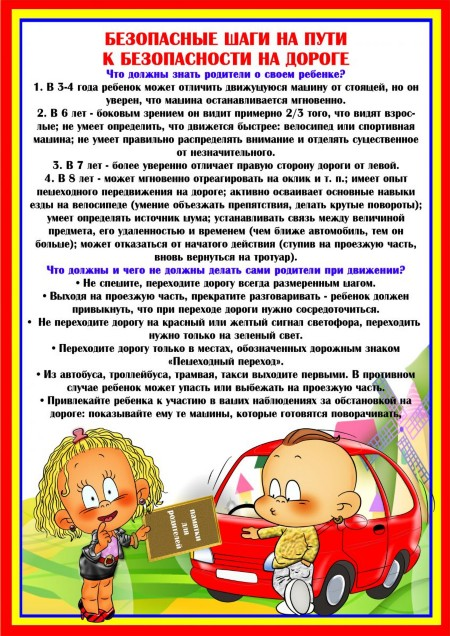 БЕЗОПАСНЫЕ ШАГИ НА ПУТИ
К БЕЗОПАСНОСТИ НА ДОРОГЕ
Что должны знать родители о своем ребенке?
1. В 3-4 года ребенок может отличить движущуюся машину от стоящей, но он
уверен, что машина останавливается мгновенно.
2. В 6 лет - боковым зрением он видит примерно 2/3 того, что видят взрос-
лые; не умеет определить, что движется быстрее: велосипед или спортивная
машина; не умеет правильно распределять внимание и отделять существенное
от незначительного.
3. В 7 лет - более уверенно отличает правую сторону дороги от левой.
4. В 8 лет - может мгновенно отреагировать на оклик и т. п.; имеет опыт
пешеходного передвижения на дороге; активно осваивает основные навыки
езды на велосипеде (умение объезжать препятствия, делать крутые повороты);
умеет определять источник шума; устанавливать связь между величиной
предмета, его удаленностью и временем (чем ближе автомобиль, тем он
больше); может отказаться от начатого действия (ступив на проезжую часть,
вновь вернуться на тротуар).
Что должны и чего не должны делать сами родители при движении?
• Не спешите, переходите дорогу всегда размеренным шагом.
• Выходя на проезжую часть, прекратите разговаривать - ребенок должен
привыкнуть, что при переходе дороги нужно сосредоточиться.
• Не переходите дорогу на красный или желтый сигнал светофора, переходить
нужно только на зеленый свет.
• Переходите дорогу только в местах, обозначенных дорожным знаком
«Пешеходный переход».
• Из автобуса, троллейбуса, трамвая, такси выходите первыми. В противном
случае ребенок может упасть или выбежать на проезжую часть.
• Привлекайте ребенка к участию в ваших наблюдениях за обстановкой на
дороге: показывайте ему те машины, которые готовятся поворачивать,
памятки
для
родителей